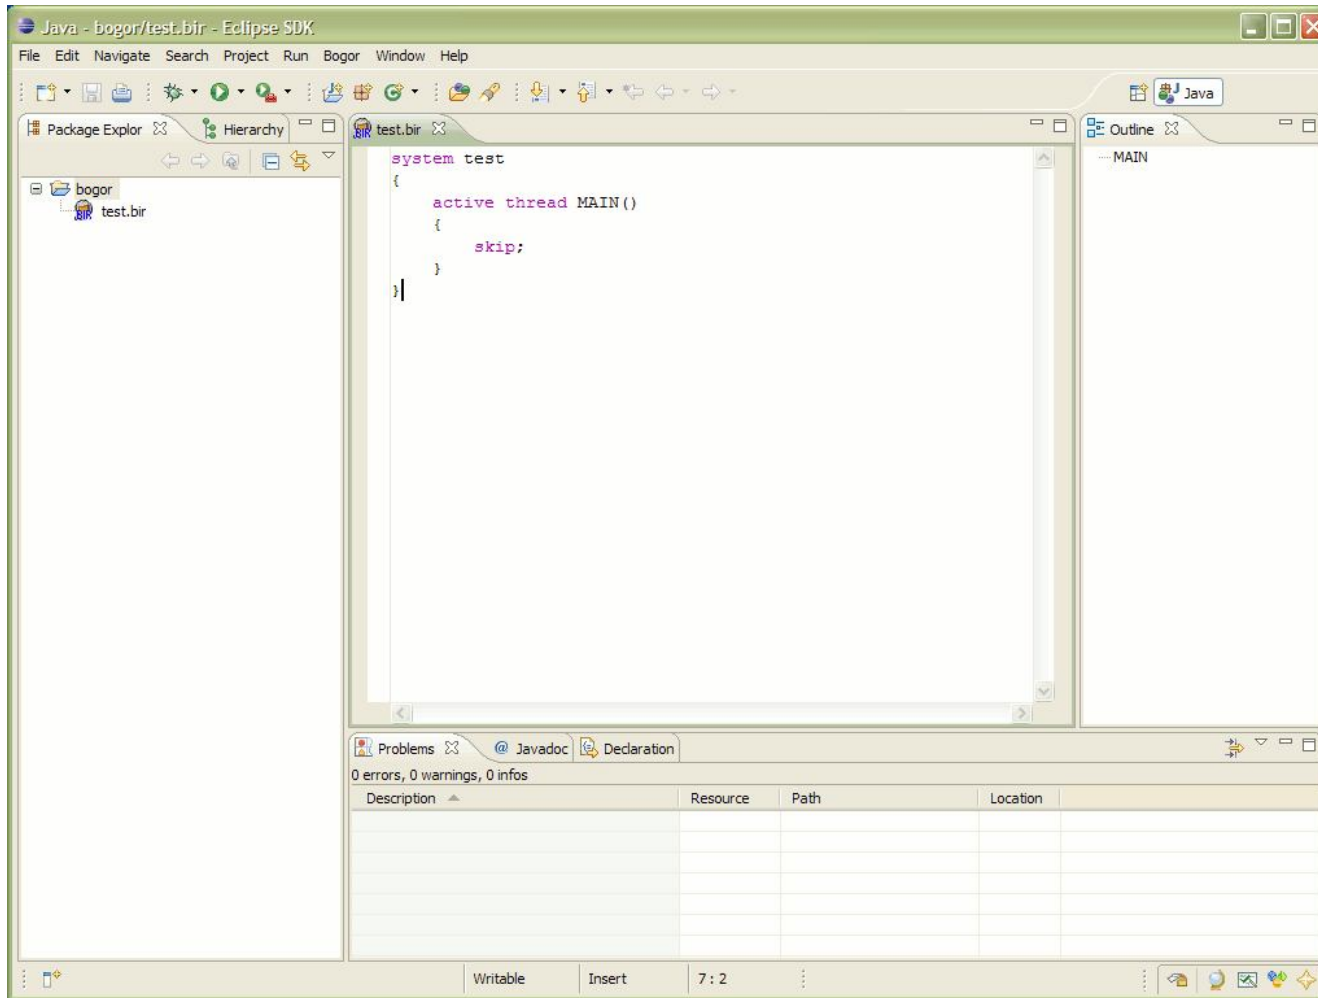 Java - bogor/test.bir - Eclipse SDK
File Edit Navigate Search Project Run Bogor Window Help
Java
Package Explor
Hierarchy
bogor
test.bir
test.bir
system test
{
active thread MAIN()
{
skip;
}
}
Outline
MAIN
Problems @ Javadoc Declaration
0 errors, 0 warnings, 0 infos
Description Resource Path Location
Writable Insert 7 : 2